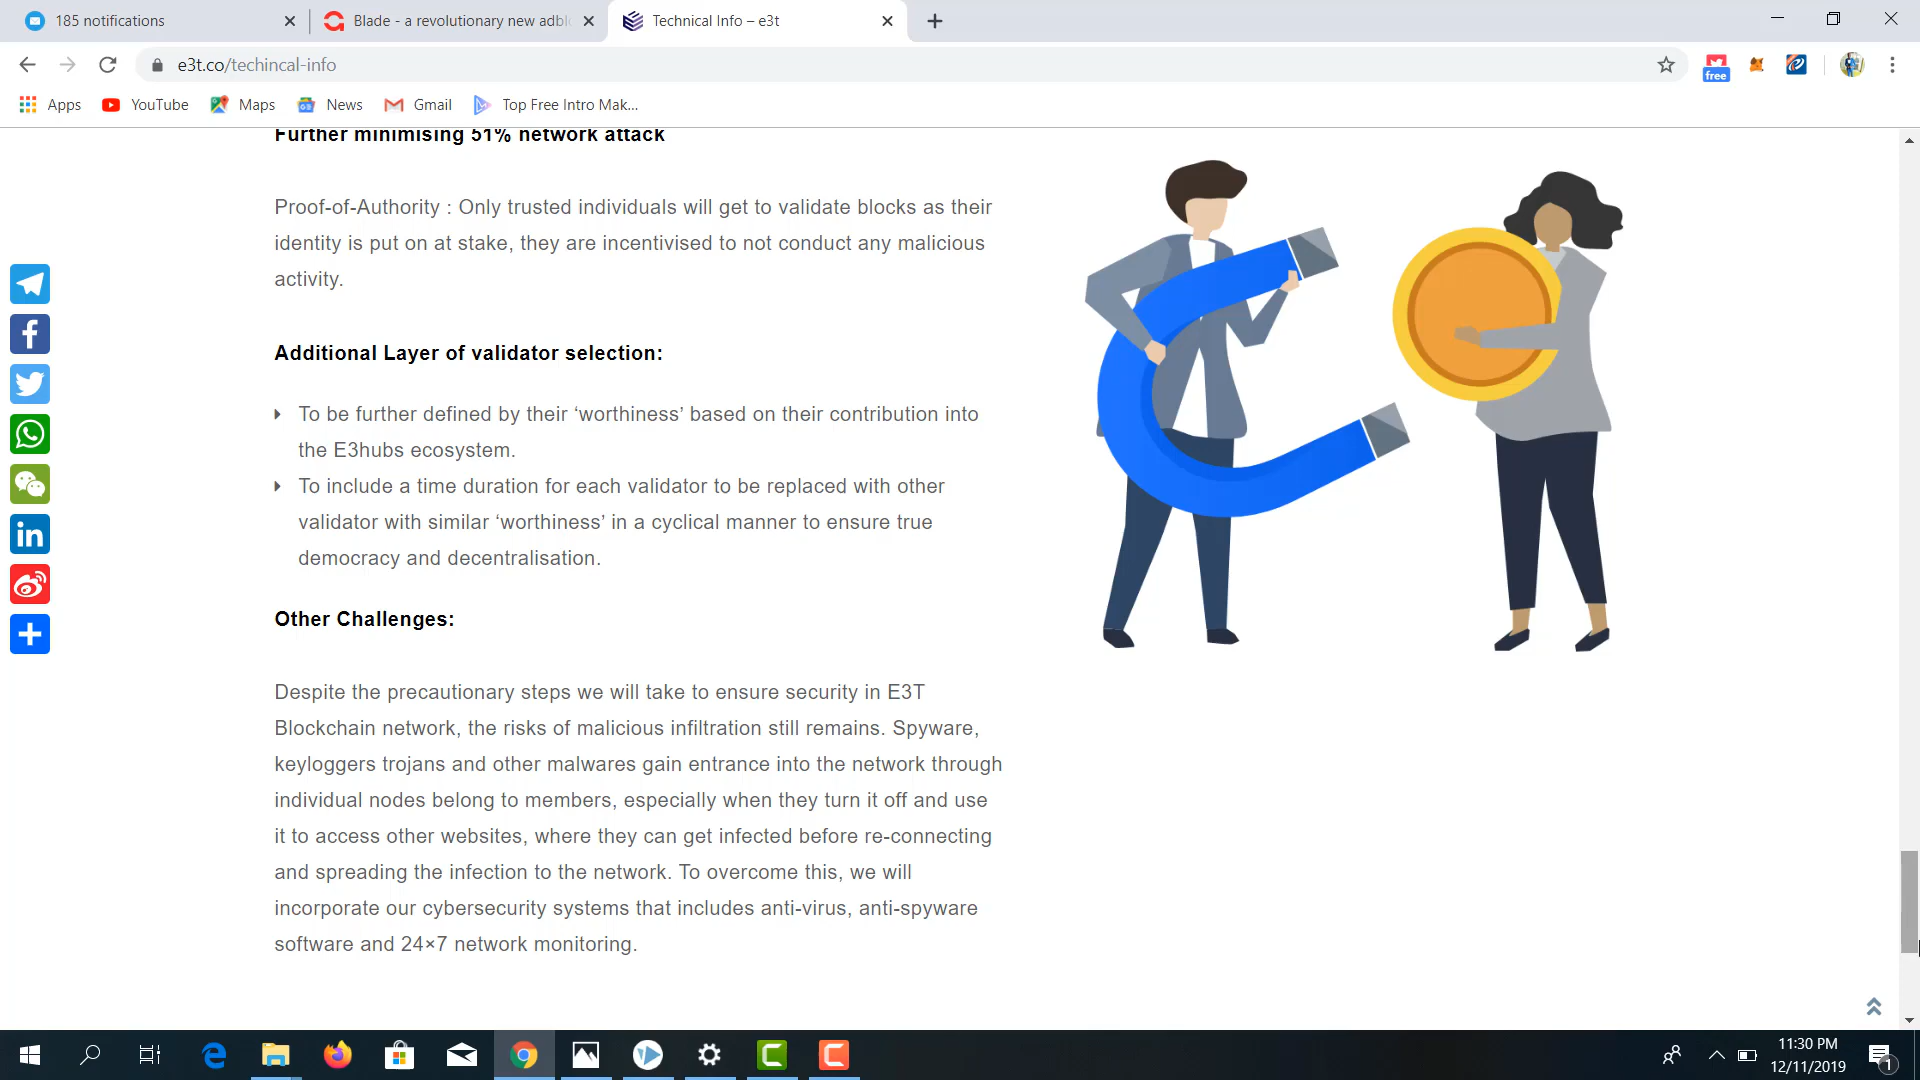 185 notifications
Blade - a revolutionary new adblo
Technical Info – e3t
e3t.co/techincal-info
free
Apps
YouTube
Maps
News
Gmail
Top Free Intro Mak...
Further minimising 51% network attack
Proof-of-Authority : Only trusted individuals will get to validate blocks as their
identity is put on at stake, they are incentivised to not conduct any malicious
activity.
Additional Layer of validator selection:
To be further defined by their ‘worthiness’ based on their contribution into
the E3hubs ecosystem.
To include a time duration for each validator to be replaced with other
validator with similar ‘worthiness’ in a cyclical manner to ensure true
democracy and decentralisation.
Other Challenges:
Despite the precautionary steps we will take to ensure security in E3T
Blockchain network, the risks of malicious infiltration still remains. Spyware,
keyloggers trojans and other malwares gain entrance into the network through
individual nodes belong to members, especially when they turn it off and use
it to access other websites, where they can get infected before re-connecting
and spreading the infection to the network. To overcome this, we will
incorporate our cybersecurity systems that includes anti-virus, anti-spyware
software and 24×7 network monitoring.
11:30 PM
12/11/2019
1